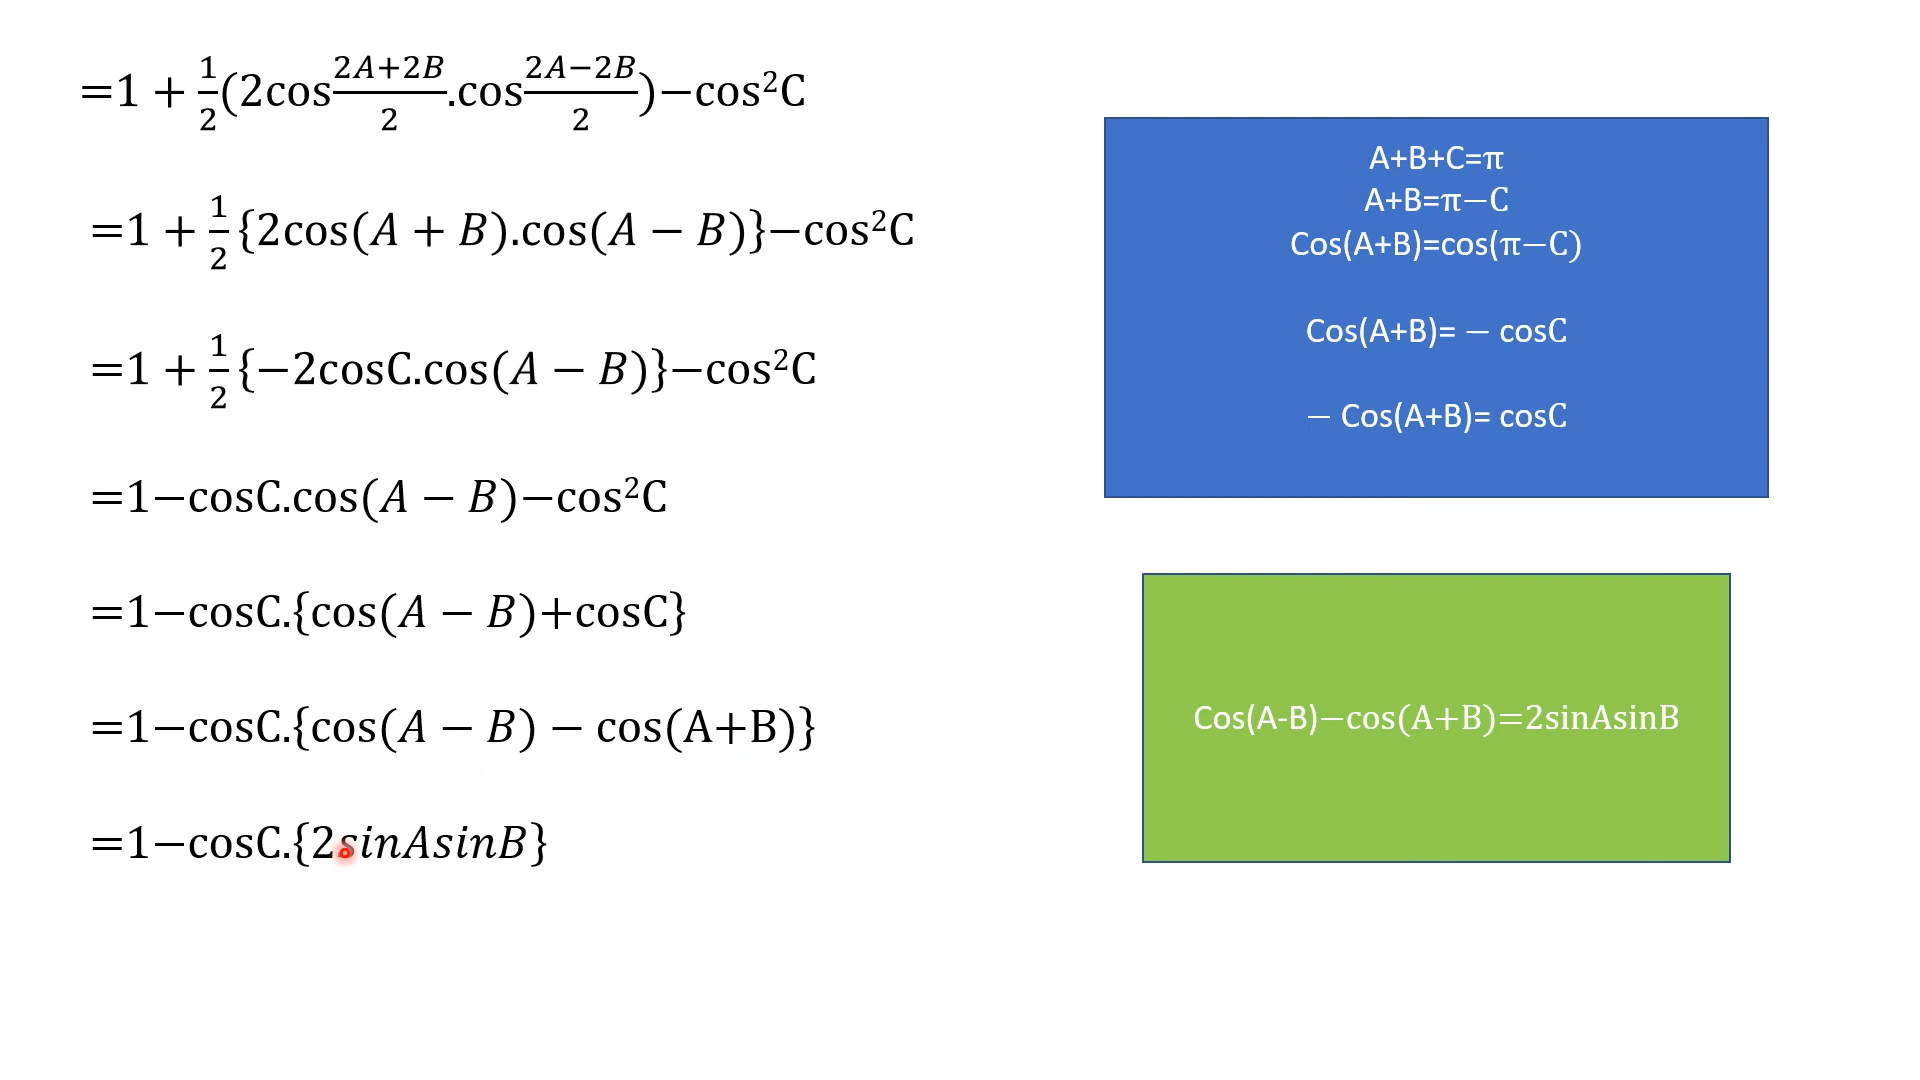 =1 + 1/2(2cos(2A+2B)/2.cos(2A−2B)/2)−cos²C
=1 + 1/2{2cos(A + B).cos(A − B)}−cos²C
=1 + 1/2{−2cosC.cos(A − B)}−cos²C
=1−cosC.cos(A − B)−cos²C
=1−cosC.{cos(A − B)+cosC}
=1−cosC.{cos(A − B) − cos(A+B)}
=1−cosC.{2sinAsinB}
A+B+C=π
A+B=π−C
Cos(A+B)=cos(π−C)
Cos(A+B)= − cosC
− Cos(A+B)= cosC
Cos(A-B)−cos(A+B)=2sinAsinB